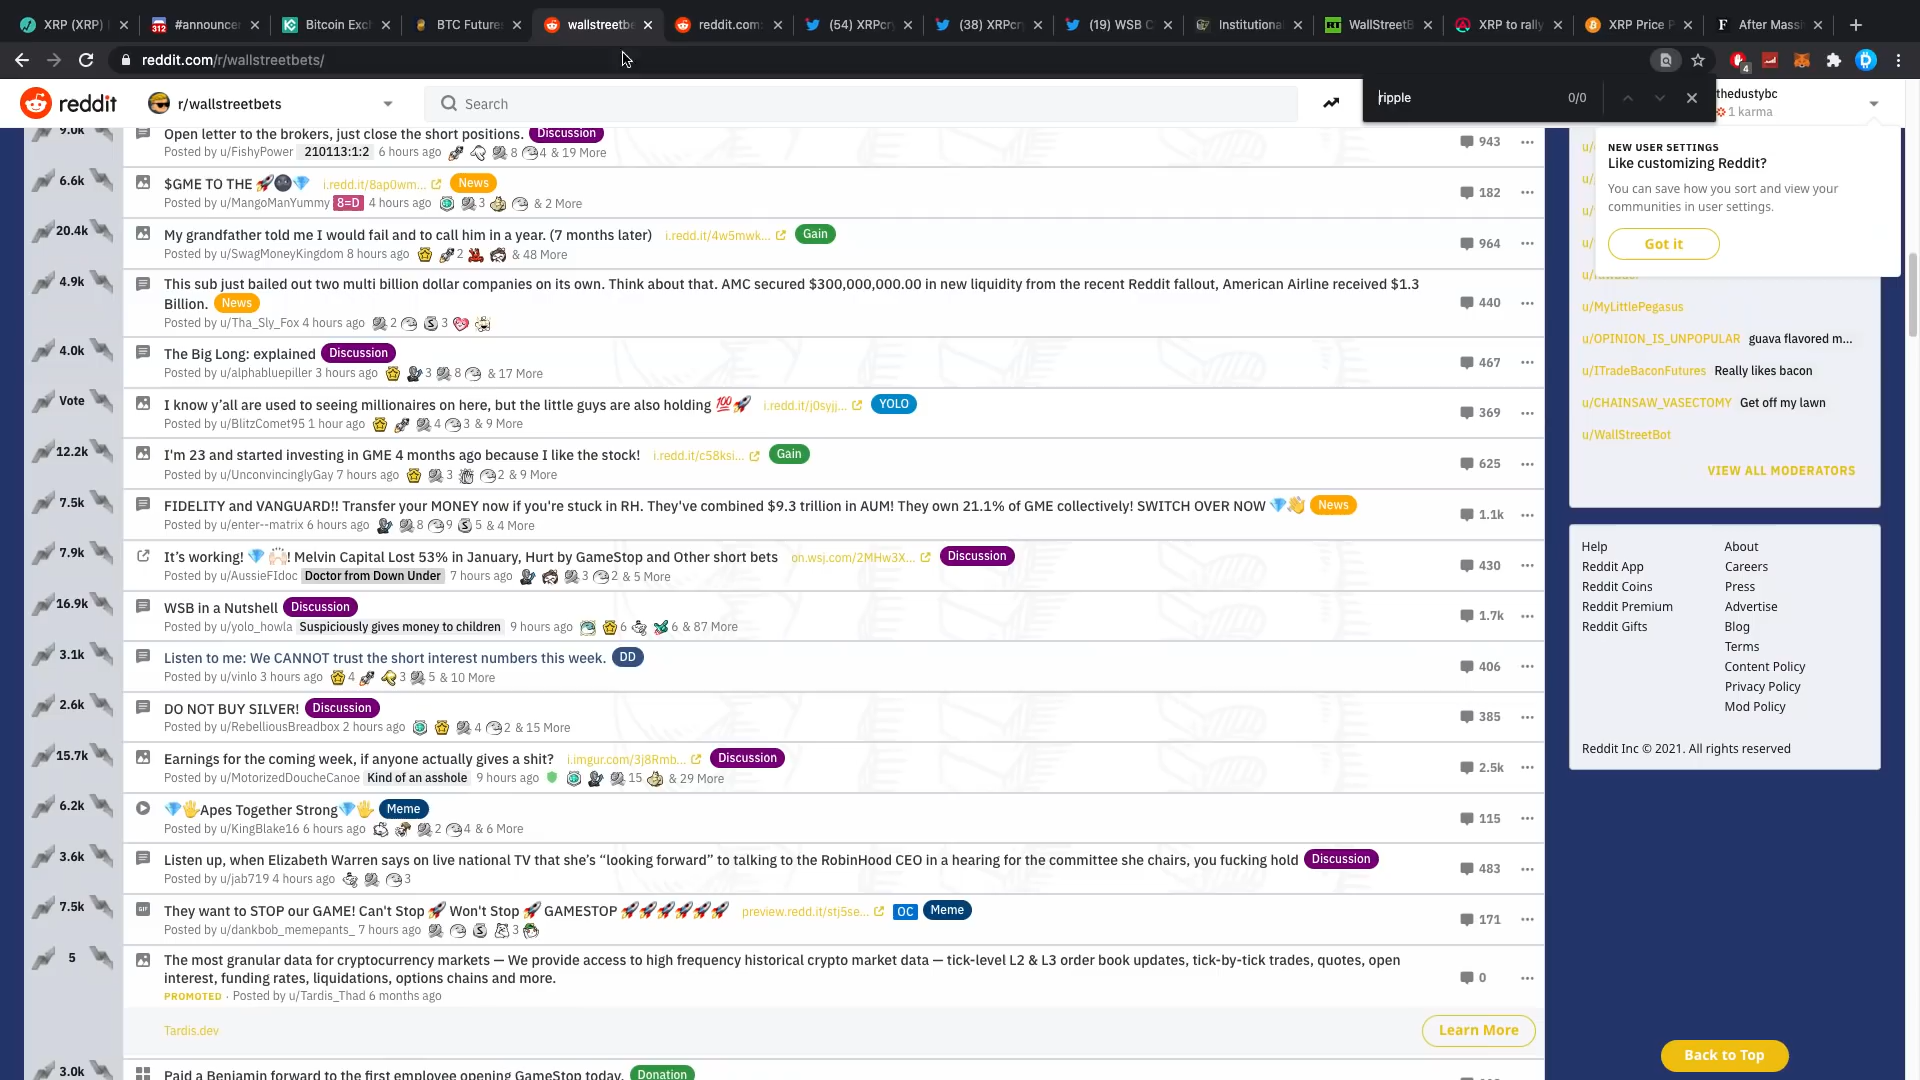 XRP (XRP)
#announce
Bitcoin Exc
BTC Future
wallstreetbe
reddit.com:
(54) XRPcry
(38) XRPcry
(19) WSB C
Institutiona
WallStreetB
XRP to rally
XRP Price P
After Massi
reddit.com/r/wallstreetbets/
reddit
r/wallstreetbets
Search
ripple 0/0
thedustybc
1 karma
NEW USER SETTINGS
Like customizing Reddit?
You can save how you sort and view your
communities in user settings.
Got it
9.0k
Open letter to the brokers, just close the short positions. Discussion
Posted by u/FishyPower 210113:1:2 6 hours ago 8 4 & 19 More
943
6.6k
$GME TO THE 🚀🌚💎 i.redd.it/8ap0wm... News
Posted by u/MangoManYummy 8=D 4 hours ago 3 & 2 More
182
20.4k
My grandfather told me I would fail and to call him in a year. (7 months later) i.redd.it/4w5mwk... Gain
Posted by u/SwagMoneyKingdom 8 hours ago 2 & 48 More
964
4.9k
This sub just bailed out two multi billion dollar companies on its own. Think about that. AMC secured $300,000,000.00 in new liquidity from the recent Reddit fallout, American Airline received $1.3
Billion. News
Posted by u/Tha_Sly_Fox 4 hours ago 2 3
440
4.0k
The Big Long: explained Discussion
Posted by u/alphabluepiller 3 hours ago 3 8 & 17 More
467
Vote
I know y’all are used to seeing millionaires on here, but the little guys are also holding 💯🚀 i.redd.it/j0syjj... YOLO
Posted by u/BlitzComet95 1 hour ago 4 3 & 9 More
369
12.2k
I'm 23 and started investing in GME 4 months ago because I like the stock! i.redd.it/c58ksi... Gain
Posted by u/UnconvincinglyGay 7 hours ago 3 2 & 9 More
625
7.5k
FIDELITY and VANGUARD!! Transfer your MONEY now if you're stuck in RH. They've combined $9.3 trillion in AUM! They own 21.1% of GME collectively! SWITCH OVER NOW 💎👋 News
Posted by u/enter--matrix 6 hours ago 8 9 5 & 4 More
1.1k
7.9k
It’s working! 💎 🙌🏻! Melvin Capital Lost 53% in January, Hurt by GameStop and Other short bets on.wsj.com/2MHw3X... Discussion
Posted by u/AussieFIdoc Doctor from Down Under 7 hours ago 3 2 & 5 More
430
16.9k
WSB in a Nutshell Discussion
Posted by u/yolo_howla Suspiciously gives money to children 9 hours ago 6 6 & 87 More
1.7k
3.1k
Listen to me: We CANNOT trust the short interest numbers this week. DD
Posted by u/vinlo 3 hours ago 4 3 5 & 10 More
406
2.6k
DO NOT BUY SILVER! Discussion
Posted by u/RebelliousBreadbox 2 hours ago 4 2 & 15 More
385
15.7k
Earnings for the coming week, if anyone actually gives a shit? i.imgur.com/3j8Rmb... Discussion
Posted by u/MotorizedDoucheCanoe Kind of an asshole 9 hours ago 15 & 29 More
2.5k
6.2k
💎🖐Apes Together Strong💎🖐 Meme
Posted by u/KingBlake16 6 hours ago 2 4 & 6 More
115
3.6k
Listen up, when Elizabeth Warren says on live national TV that she’s “looking forward” to talking to the RobinHood CEO in a hearing for the committee she chairs, you fucking hold Discussion
Posted by u/jab719 4 hours ago 3
483
7.5k
They want to STOP our GAME! Can't Stop 🚀 Won't Stop 🚀 GAMESTOP 🚀🚀🚀🚀🚀🚀 preview.redd.it/stj5se... OC Meme
Posted by u/dankbob_memepants_ 7 hours ago 3
171
5
The most granular data for cryptocurrency markets — We provide access to high frequency historical crypto market data — tick-level L2 & L3 order book updates, tick-by-tick trades, quotes, open
interest, funding rates, liquidations, options chains and more.
PROMOTED · Posted by u/Tardis_Thad 6 months ago
0
Tardis.dev
Learn More
3.0k
Paid a Benjamin forward to the first employee opening GameStop today. Donation
u/MyLittlePegasus
u/OPINION_IS_UNPOPULAR guava flavored m...
u/ITradeBaconFutures Really likes bacon
u/CHAINSAW_VASECTOMY Get off my lawn
u/WallStreetBot
VIEW ALL MODERATORS
Help About
Reddit App Careers
Reddit Coins Press
Reddit Premium Advertise
Reddit Gifts Blog
Terms
Content Policy
Privacy Policy
Mod Policy
Reddit Inc © 2021. All rights reserved
Back to Top